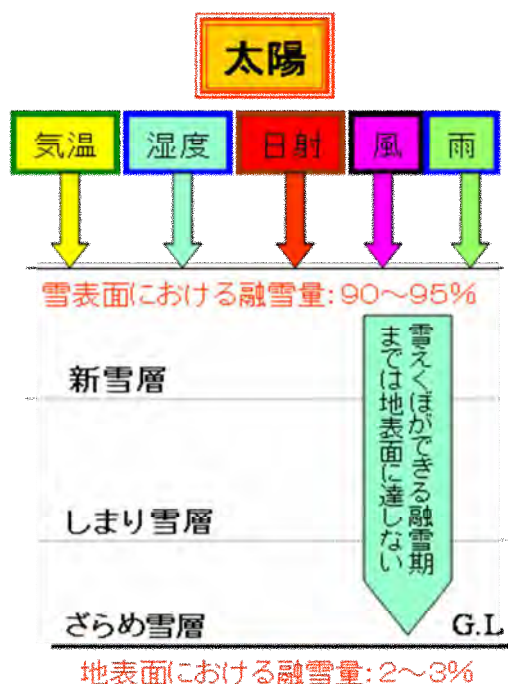 太陽
気温
湿度
日射
風
雨
雪表面における融雪量:90～95%
新雪層
しまり雪層
ざらめ雪層
雪えくぼができる融雪期
までは地表面に達しない
G.L
地表面における融雪量:2～3%